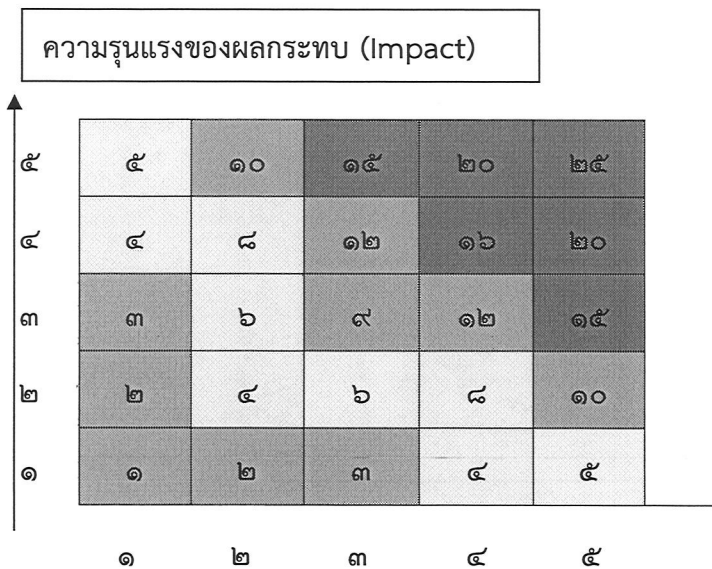 ความรุนแรงของผลกระทบ (Impact)
๕ ๕ ๑๐ ๑๕ ๒๐ ๒๕
๔ ๔ ๘ ๑๒ ๑๖ ๒๐
๓ ๓ ๖ ๙ ๑๒ ๑๕
๒ ๒ ๔ ๖ ๘ ๑๐
๑ ๑ ๒ ๓ ๔ ๕
๑ ๒ ๓ ๔ ๕